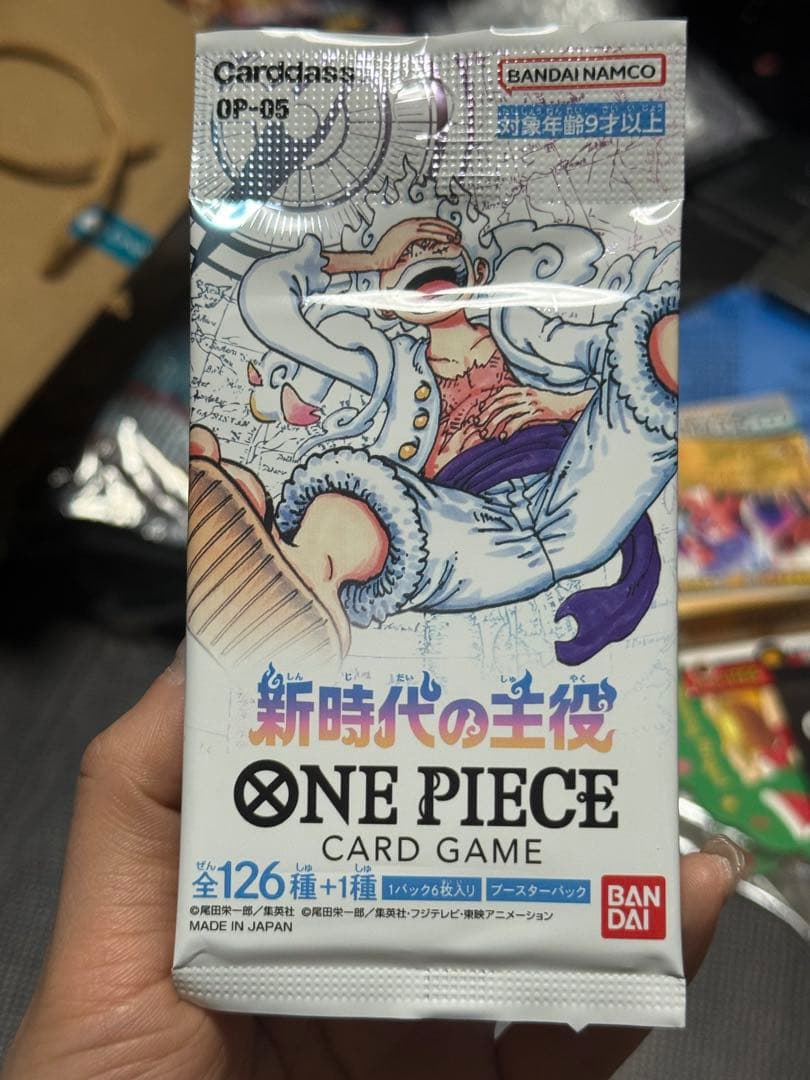 Carddass
OP-05
BANDAI NAMCO
対象年齢9才以上
新時代の主役
ONE PIECE
CARD GAME
全126種+1種 1パック6枚入り ブースターパック
©尾田栄一郎／集英社 ©尾田栄一郎／集英社・フジテレビ・東映アニメーション
MADE IN JAPAN
BAN
DAI